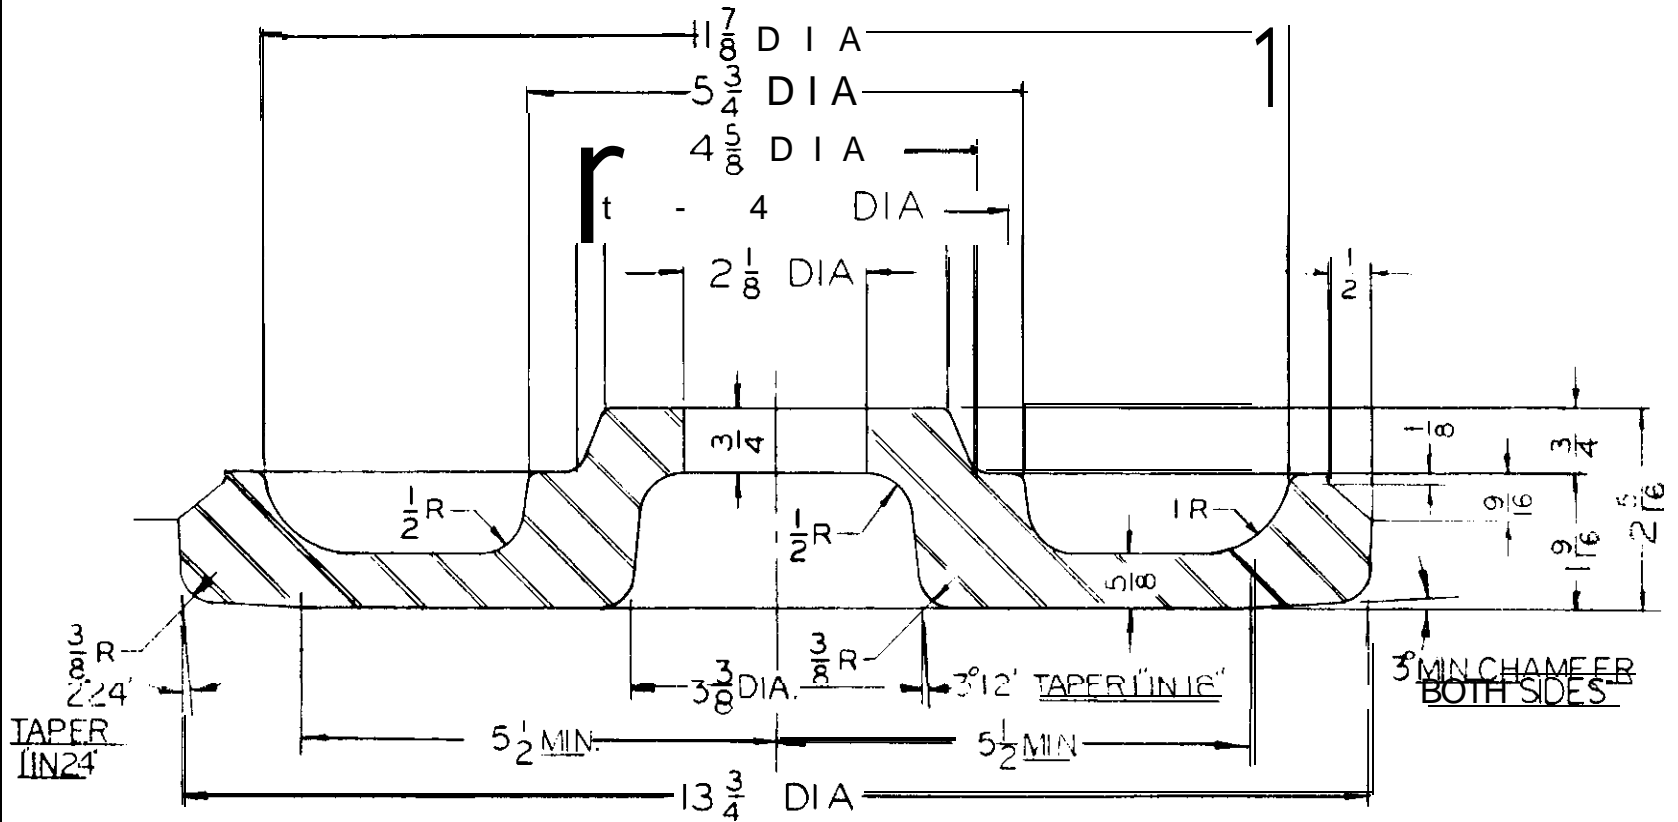 11 7/8 DIA
5 3/4 DIA
4 5/8 DIA
4 DIA
2 1/8 DIA
1/2
3/4
1/8
3/4
1/2 R
1/2 R
1 R
9/16
1 9/16
2 5/16
5/8
3/8 R
2°24'
TAPER
1" IN 24"
3 3/8 DIA.
3/8 R
3°12' TAPER 1" IN 18"
3° MIN CHAMFER
BOTH SIDES
5 1/2 MIN.
5 1/2 MIN
13 3/4 DIA